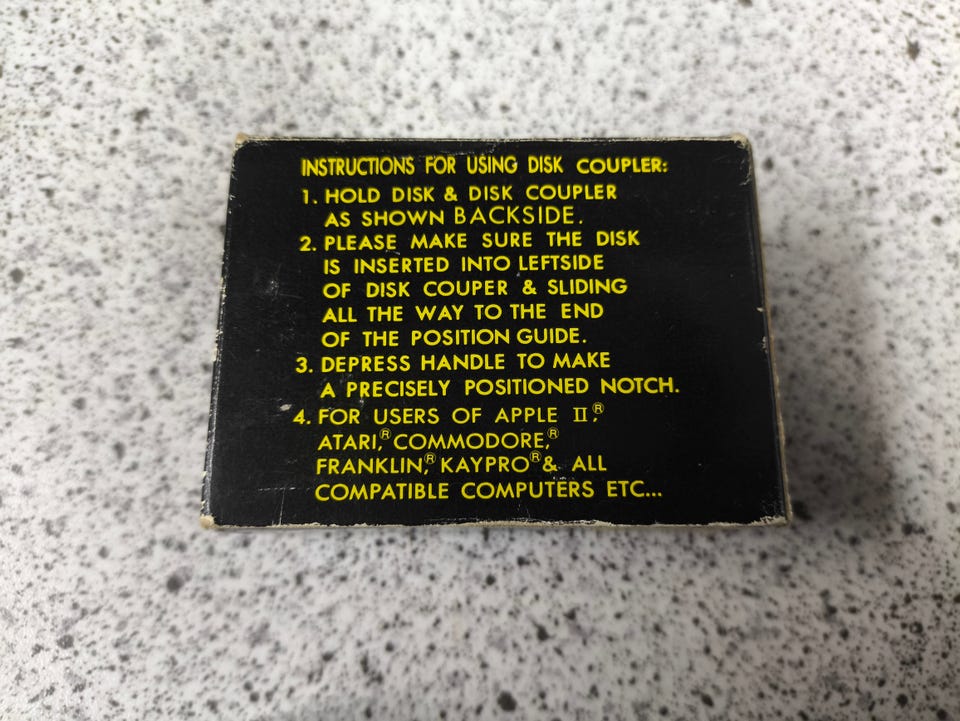 INSTRUCTIONS FOR USING DISK COUPLER:
1. HOLD DISK & DISK COUPLER
AS SHOWN BACKSIDE.
2. PLEASE MAKE SURE THE DISK
IS INSERTED INTO LEFTSIDE
OF DISK COUPER & SLIDING
ALL THE WAY TO THE END
OF THE POSITION GUIDE.
3. DEPRESS HANDLE TO MAKE
A PRECISELY POSITIONED NOTCH.
4. FOR USERS OF APPLE II,®
ATARI,® COMMODORE,®
FRANKLIN,® KAYPRO® & ALL
COMPATIBLE COMPUTERS ETC...